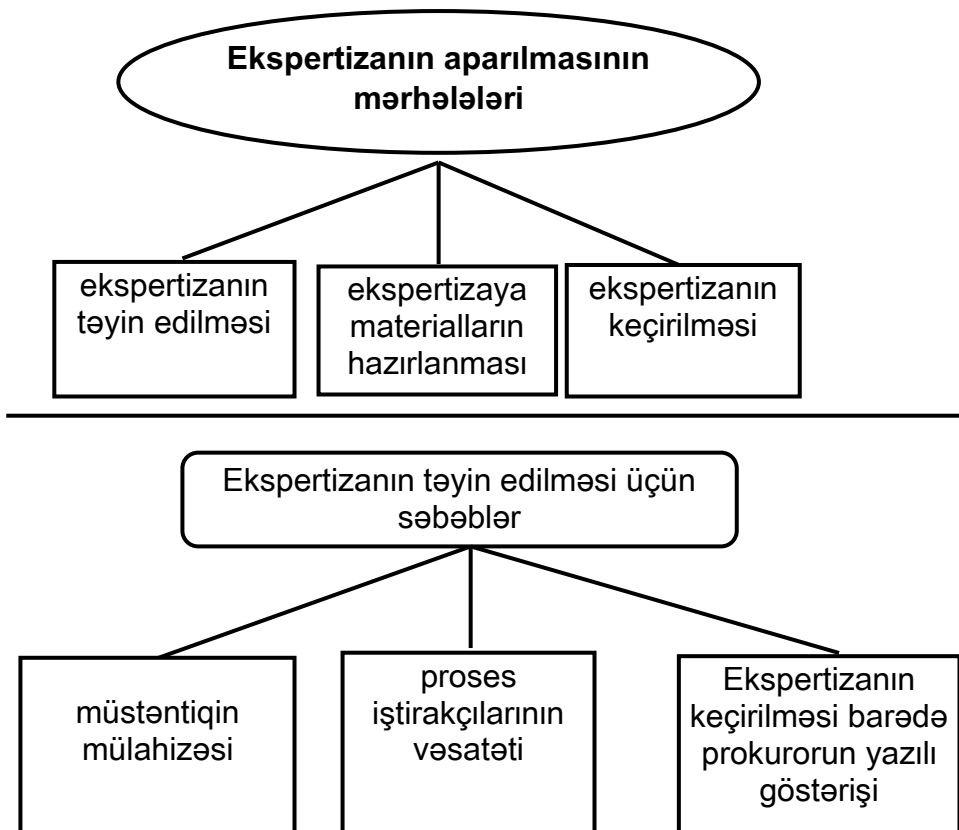 Ekspertizanın aparılmasının
mərhələləri
ekspertizanın
təyin edilməsi
ekspertizaya
materialların
hazırlanması
ekspertizanın
keçirilməsi
Ekspertizanın təyin edilməsi üçün
səbəblər
müstəntiqin
mülahizəsi
proses
iştirakçılarının
vəsatəti
Ekspertizanın
keçirilməsi barədə
prokurorun yazılı
göstərişi